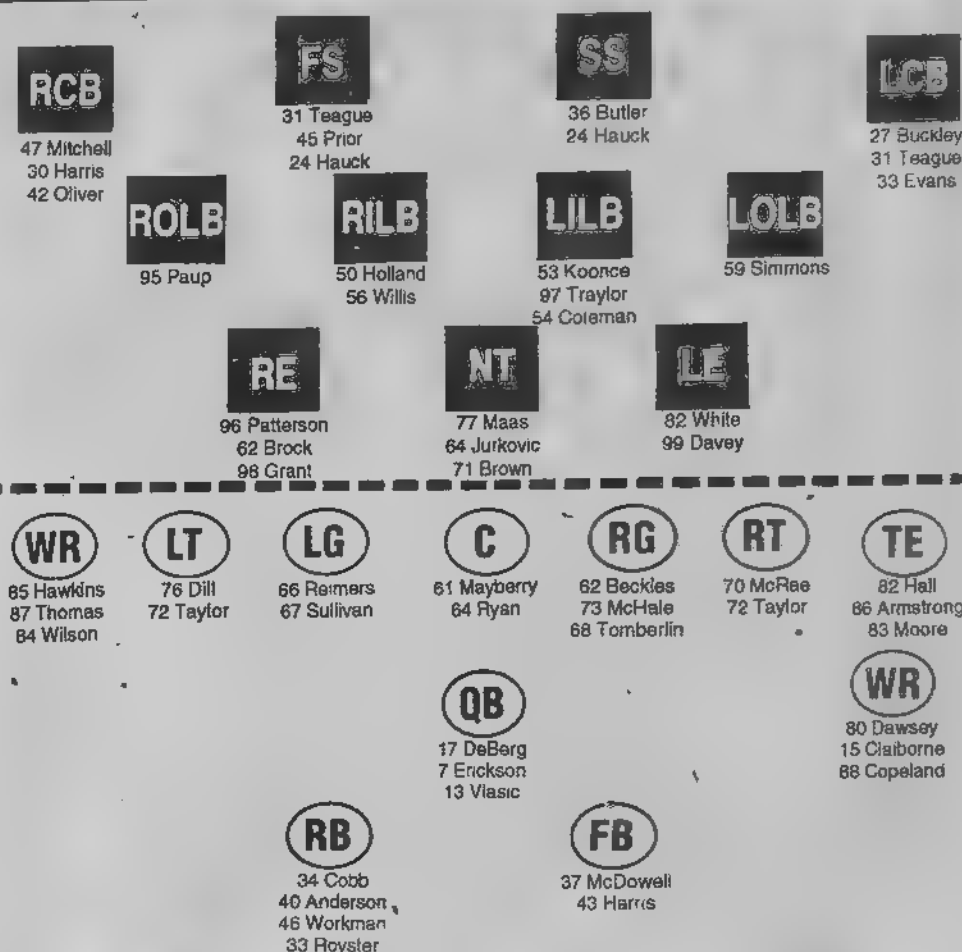 RCB
47 Mitchell
30 Harris
42 Oliver
FS
31 Teague
45 Prior
24 Hauck
SS
36 Butler
24 Hauck
LCB
27 Buckley
31 Teague
33 Evans
ROLB
95 Paup
RILB
50 Holland
56 Willis
LILB
53 Koonce
97 Traylor
54 Coleman
LOLB
59 Simmons
RE
96 Patterson
62 Brock
98 Grant
NT
77 Maas
64 Jurkovic
71 Brown
LE
82 White
99 Davey
WR
85 Hawkins
87 Thomas
84 Wilson
LT
76 Dill
72 Taylor
LG
66 Reimers
67 Sullivan
C
61 Mayberry
64 Ryan
RG
62 Beckles
73 McHale
68 Tomberlin
RT
70 McRae
72 Taylor
TE
82 Hall
86 Armstrong
83 Moore
WR
80 Dawsey
15 Claiborne
88 Copeland
QB
17 DeBerg
7 Erickson
13 Vlasic
RB
34 Cobb
40 Anderson
46 Workman
33 Royster
FB
37 McDowell
43 Harris